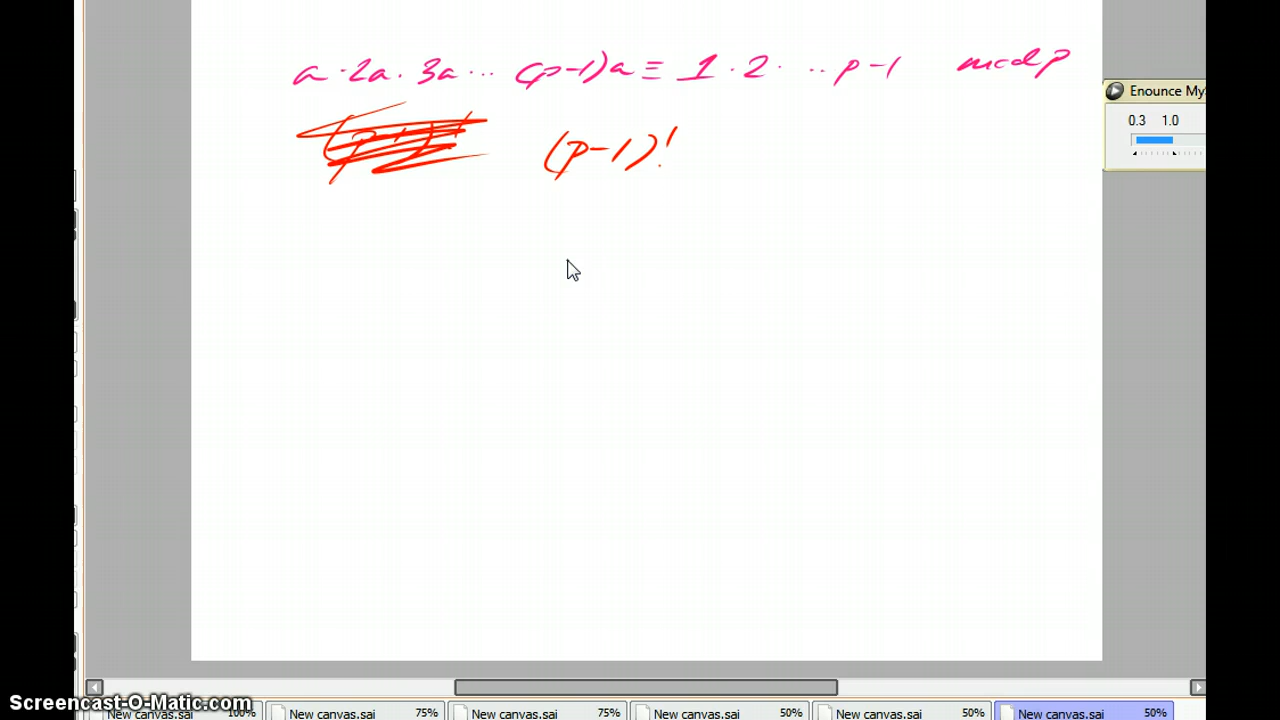 a · 2a · 3a ... (p-1)a ≡ 1 · 2 · ... p-1 mod p
Enounce My
0.3 1.0
(p-1)!
Screencast-O-Matic.com
New canvas.sai 100% New canvas.sai 75% New canvas.sai 75% New canvas.sai 50% New canvas.sai 50% New canvas.sai 50%